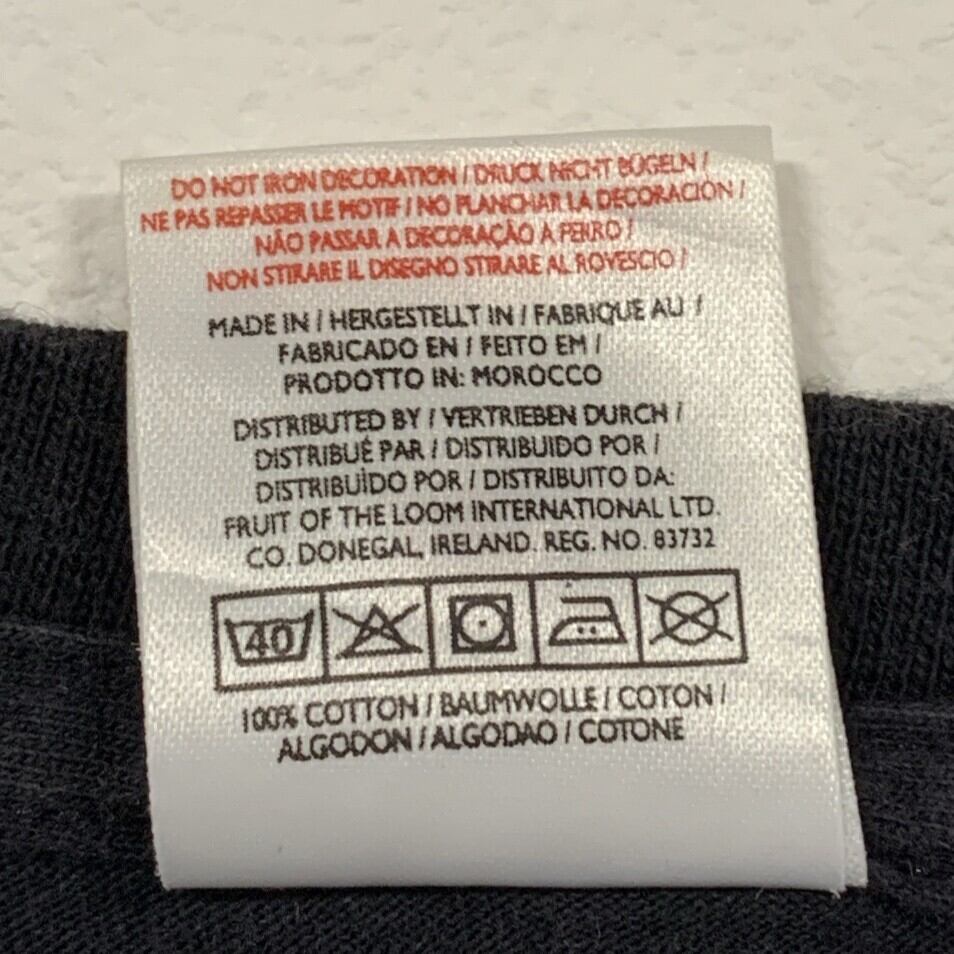 DO NOT IRON DECORATION / DRUCK NICHT BÜGELN /
NE PAS REPASSER LE MOTIF / NO PLANCHAR LA DECORACIÓN /
NÃO PASSAR A DECORAÇÃO A FERRO /
NON STIRARE IL DISEGNO STIRARE AL ROVESCIO /
MADE IN / HERGESTELLT IN / FABRIQUE AU /
FABRICADO EN / FEITO EM /
PRODOTTO IN: MOROCCO
DISTRIBUTED BY / VERTRIEBEN DURCH /
DISTRIBUÉ PAR / DISTRIBUIDO POR /
DISTRIBUÌDO POR / DISTRIBUITO DA:
FRUIT OF THE LOOM INTERNATIONAL LTD.
CO. DONEGAL, IRELAND. REG. NO. 83732
40
100% COTTON / BAUMWOLLE / COTON /
ALGODON / ALGODAO / COTONE